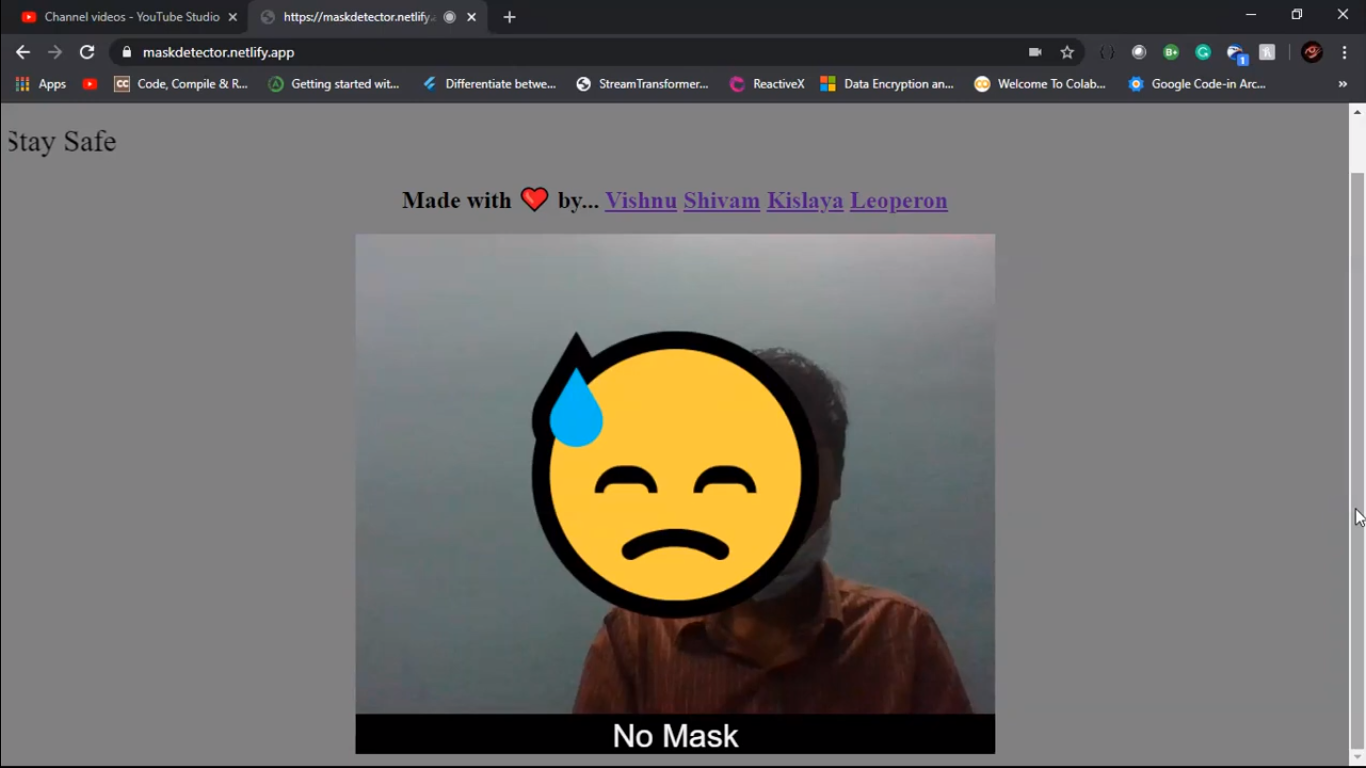 Channel videos - YouTube Studio
https://maskdetector.netlify.
maskdetector.netlify.app
B+
1
Apps
CC Code, Compile & R...
Getting started wit...
Differentiate betwe...
StreamTransformer...
ReactiveX
Data Encryption an...
Welcome To Colab...
Google Code-in Arc...
»
Stay Safe
Made with ❤️ by... Vishnu Shivam Kislaya Leoperon
No Mask